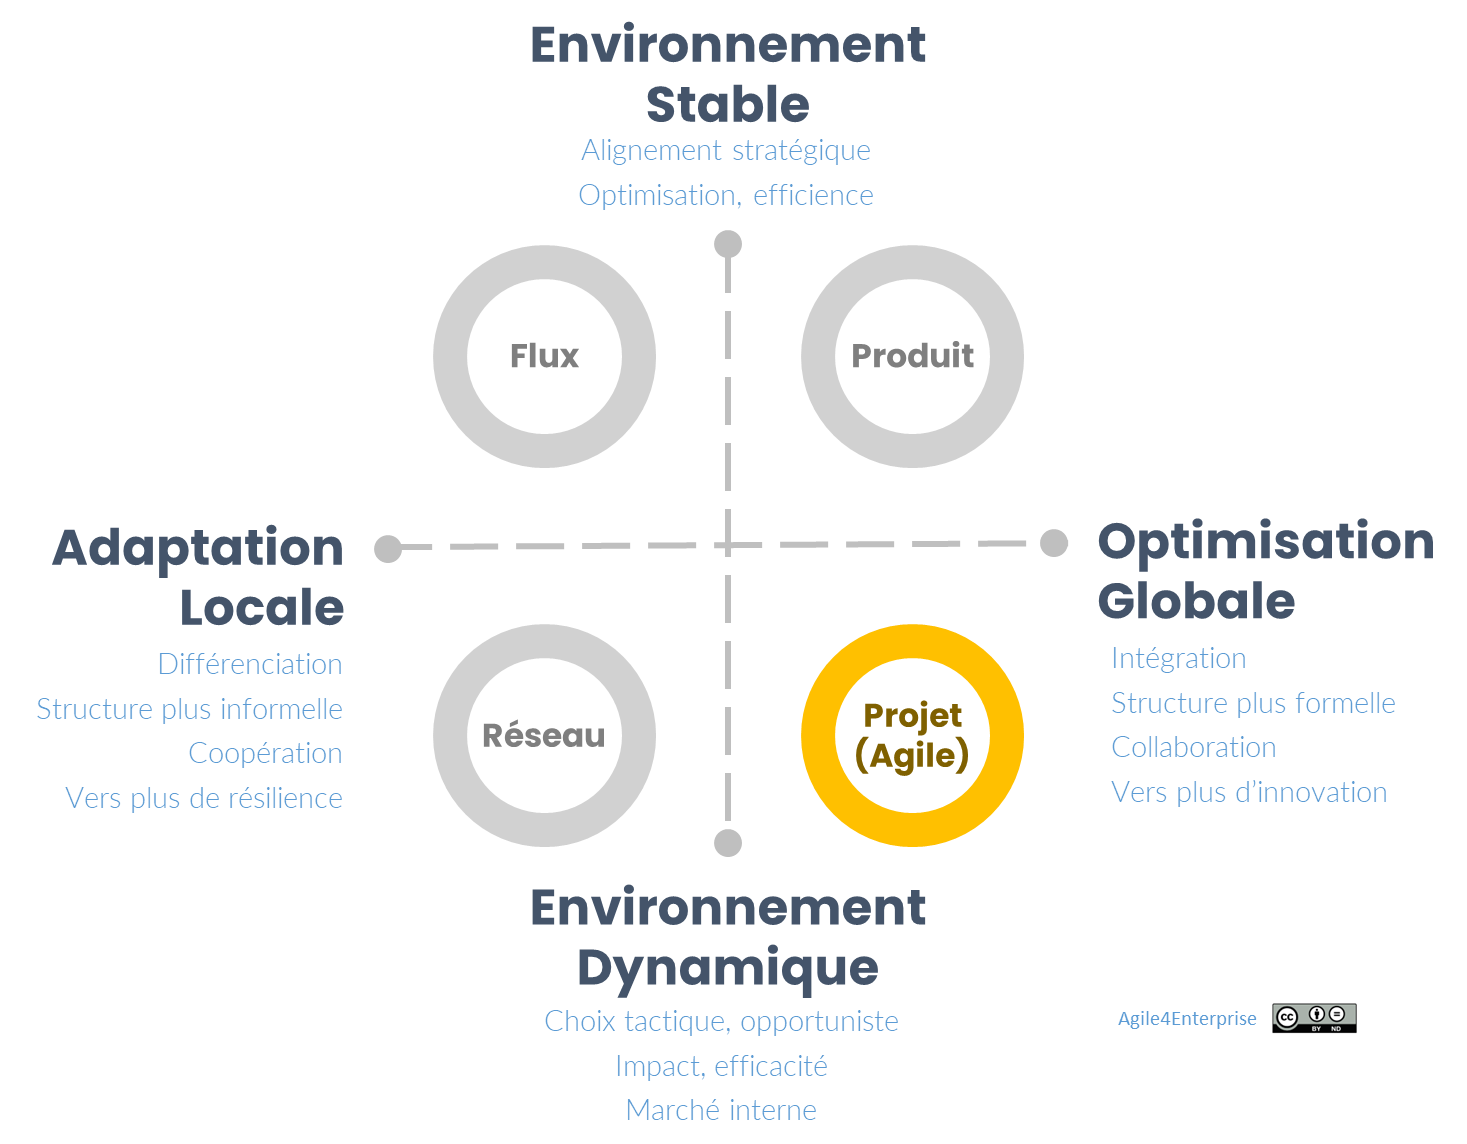 Environnement
Stable
Alignement stratégique
Optimisation, efficience
Flux
Produit
Adaptation
Locale
Différenciation
Structure plus informelle
Coopération
Vers plus de résilience
Optimisation
Globale
Intégration
Structure plus formelle
Collaboration
Vers plus d’innovation
Réseau
Projet
(Agile)
Environnement
Dynamique
Choix tactique, opportuniste
Impact, efficacité
Marché interne
Agile4Enterprise
cc
BY ND